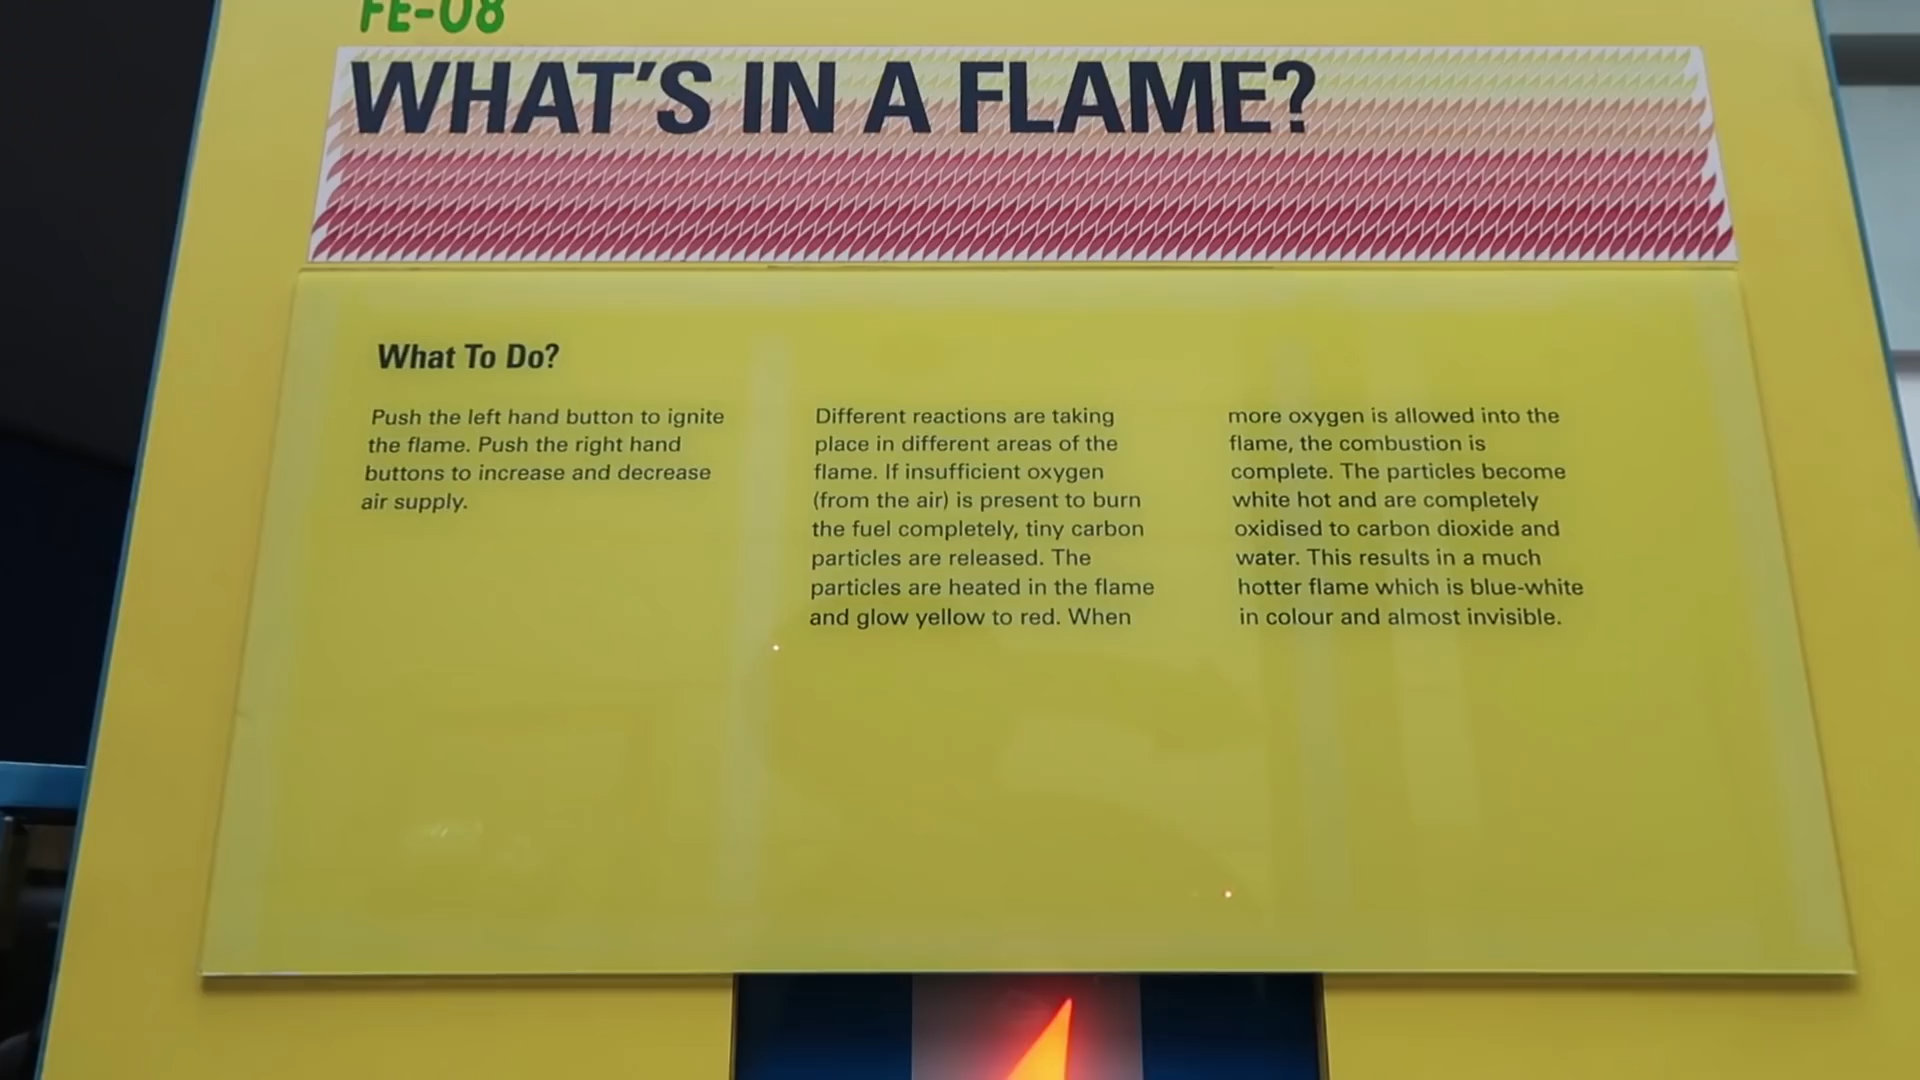 FE-08
WHAT'S IN A FLAME?
What To Do?
Push the left hand button to ignite
the flame. Push the right hand
buttons to increase and decrease
air supply.
Different reactions are taking
place in different areas of the
flame. If insufficient oxygen
(from the air) is present to burn
the fuel completely, tiny carbon
particles are released. The
particles are heated in the flame
and glow yellow to red. When
more oxygen is allowed into the
flame, the combustion is
complete. The particles become
white hot and are completely
oxidised to carbon dioxide and
water. This results in a much
hotter flame which is blue-white
in colour and almost invisible.